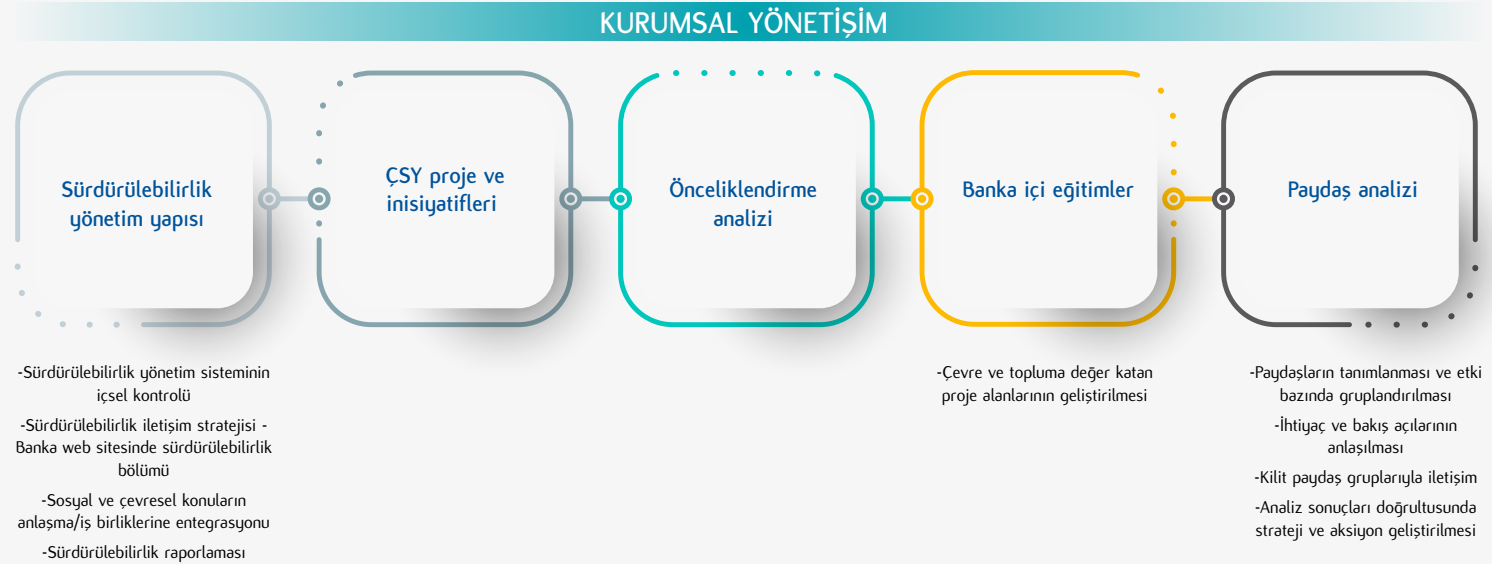 KURUMSAL YÖNETİŞİM
Sürdürülebilirlik
yönetim yapısı
ÇSY proje ve
inisiyatifleri
Önceliklendirme
analizi
Banka içi eğitimler
Paydaş analizi
-Sürdürülebilirlik yönetim sisteminin
içsel kontrolü
-Sürdürülebilirlik iletişim stratejisi -
Banka web sitesinde sürdürülebilirlik
bölümü
-Sosyal ve çevresel konuların
anlaşma/iş birliklerine entegrasyonu
-Sürdürülebilirlik raporlaması
-Çevre ve topluma değer katan
proje alanlarının geliştirilmesi
-Paydaşların tanımlanması ve etki
bazında gruplandırılması
-İhtiyaç ve bakış açılarının
anlaşılması
-Kilit paydaş gruplarıyla iletişim
-Analiz sonuçları doğrultusunda
strateji ve aksiyon geliştirilmesi